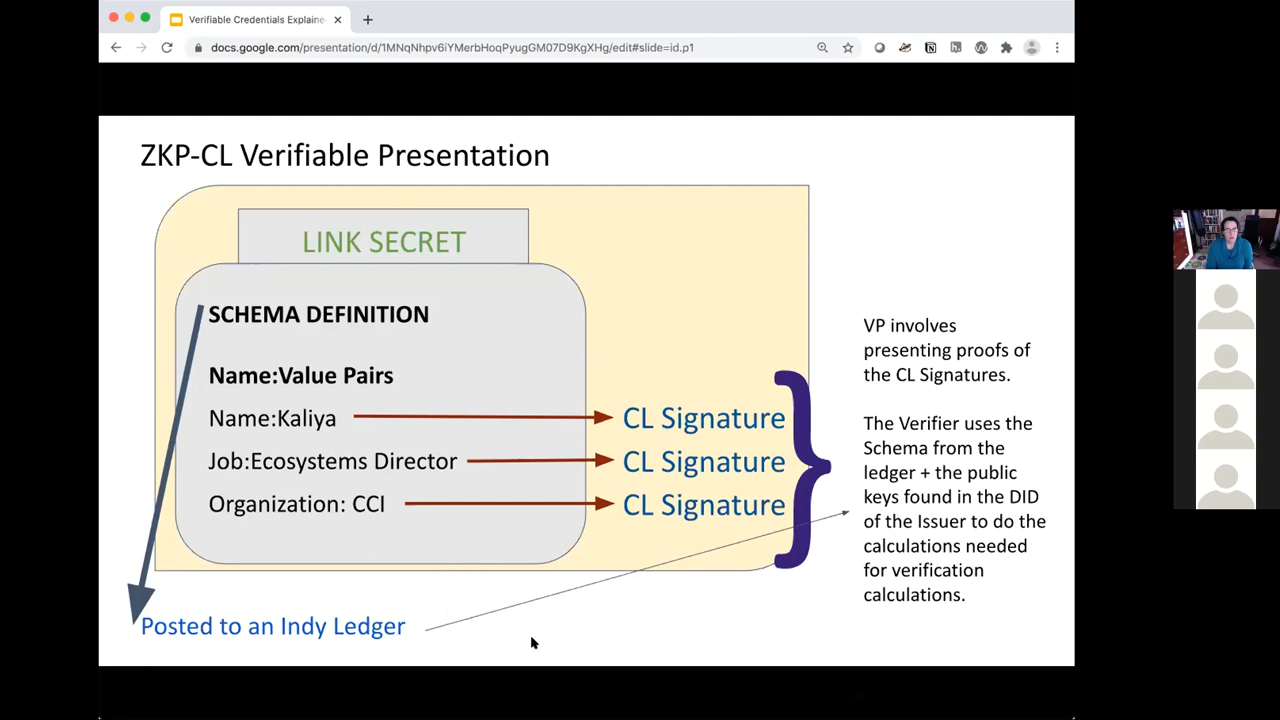 Verifiable Credentials Explaine
docs.google.com/presentation/d/1MNqNhpv6iYMerbHoqPyugGM07D9KgXHg/edit#slide=id.p1
ZKP-CL Verifiable Presentation
LINK SECRET
SCHEMA DEFINITION
Name:Value Pairs
Name:Kaliya
CL Signature
Job:Ecosystems Director
CL Signature
Organization: CCI
CL Signature
VP involves
presenting proofs of
the CL Signatures.
The Verifier uses the
Schema from the
ledger + the public
keys found in the DID
of the Issuer to do the
calculations needed
for verification
calculations.
Posted to an Indy Ledger